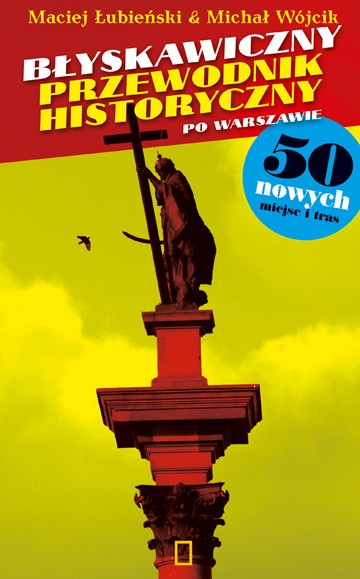 Maciej Łubieński & Michał Wójcik
BŁYSKAWICZNY
PRZEWODNIK
HISTORYCZNY
PO WARSZAWIE
50
nowych
miejsc i tras